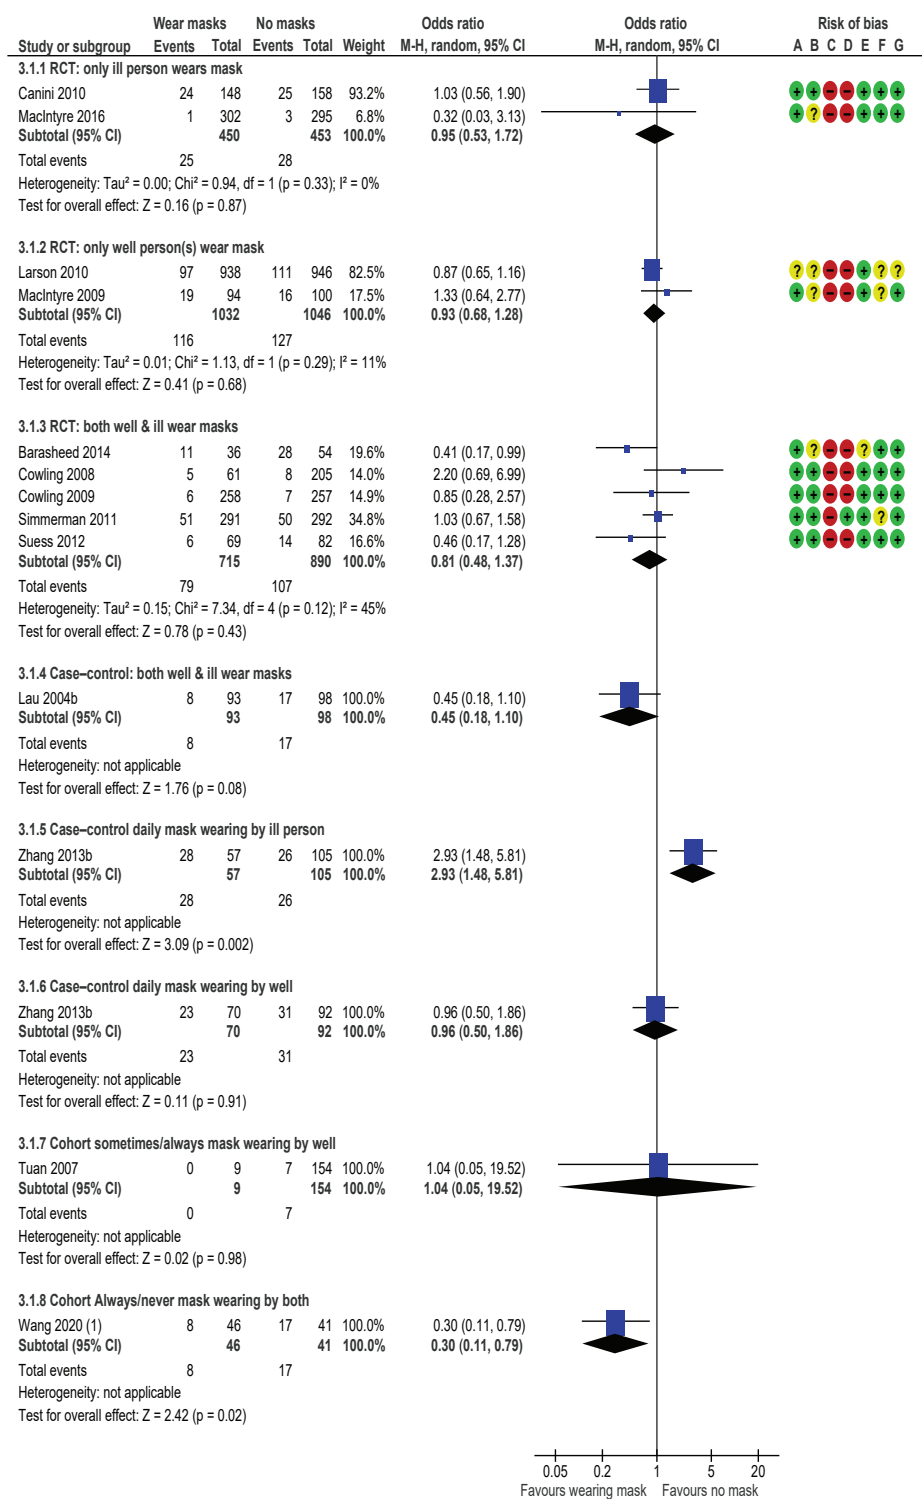 Wear masks No masks Odds ratio Odds ratio Risk of bias
Study or subgroup Events Total Events Total Weight M-H, random, 95% CI M-H, random, 95% CI A B C D E F G
3.1.1 RCT: only ill person wears mask
Canini 2010 24 148 25 158 93.2% 1.03 (0.56, 1.90) + + − − + + +
MacIntyre 2016 1 302 3 295 6.8% 0.32 (0.03, 3.13) + ? − − + + +
Subtotal (95% CI) 450 453 100.0% 0.95 (0.53, 1.72)
Total events 25 28
Heterogeneity: Tau² = 0.00; Chi² = 0.94, df = 1 (p = 0.33); I² = 0%
Test for overall effect: Z = 0.16 (p = 0.87)
3.1.2 RCT: only well person(s) wear mask
Larson 2010 97 938 111 946 82.5% 0.87 (0.65, 1.16) ? ? − − + ? ?
MacIntyre 2009 19 94 16 100 17.5% 1.33 (0.64, 2.77) + ? − − + ? +
Subtotal (95% CI) 1032 1046 100.0% 0.93 (0.68, 1.28)
Total events 116 127
Heterogeneity: Tau² = 0.01; Chi² = 1.13, df = 1 (p = 0.29); I² = 11%
Test for overall effect: Z = 0.41 (p = 0.68)
3.1.3 RCT: both well & ill wear masks
Barasheed 2014 11 36 28 54 19.6% 0.41 (0.17, 0.99) + ? − − ? + +
Cowling 2008 5 61 8 205 14.0% 2.20 (0.69, 6.99) + + − − + + +
Cowling 2009 6 258 7 257 14.9% 0.85 (0.28, 2.57) + + − − + + +
Simmerman 2011 51 291 50 292 34.8% 1.03 (0.67, 1.58) + + − + + ? +
Suess 2012 6 69 14 82 16.6% 0.46 (0.17, 1.28) + + − − + + +
Subtotal (95% CI) 715 890 100.0% 0.81 (0.48, 1.37)
Total events 79 107
Heterogeneity: Tau² = 0.15; Chi² = 7.34, df = 4 (p = 0.12); I² = 45%
Test for overall effect: Z = 0.78 (p = 0.43)
3.1.4 Case–control: both well & ill wear masks
Lau 2004b 8 93 17 98 100.0% 0.45 (0.18, 1.10)
Subtotal (95% CI) 93 98 100.0% 0.45 (0.18, 1.10)
Total events 8 17
Heterogeneity: not applicable
Test for overall effect: Z = 1.76 (p = 0.08)
3.1.5 Case–control daily mask wearing by ill person
Zhang 2013b 28 57 26 105 100.0% 2.93 (1.48, 5.81)
Subtotal (95% CI) 57 105 100.0% 2.93 (1.48, 5.81)
Total events 28 26
Heterogeneity: not applicable
Test for overall effect: Z = 3.09 (p = 0.002)
3.1.6 Case–control daily mask wearing by well
Zhang 2013b 23 70 31 92 100.0% 0.96 (0.50, 1.86)
Subtotal (95% CI) 70 92 100.0% 0.96 (0.50, 1.86)
Total events 23 31
Heterogeneity: not applicable
Test for overall effect: Z = 0.11 (p = 0.91)
3.1.7 Cohort sometimes/always mask wearing by well
Tuan 2007 0 9 7 154 100.0% 1.04 (0.05, 19.52)
Subtotal (95% CI) 9 154 100.0% 1.04 (0.05, 19.52)
Total events 0 7
Heterogeneity: not applicable
Test for overall effect: Z = 0.02 (p = 0.98)
3.1.8 Cohort Always/never mask wearing by both
Wang 2020 (1) 8 46 17 41 100.0% 0.30 (0.11, 0.79)
Subtotal (95% CI) 46 41 100.0% 0.30 (0.11, 0.79)
Total events 8 17
Heterogeneity: not applicable
Test for overall effect: Z = 2.42 (p = 0.02)
0.05 0.2 1 5 20
Favours wearing mask Favours no mask